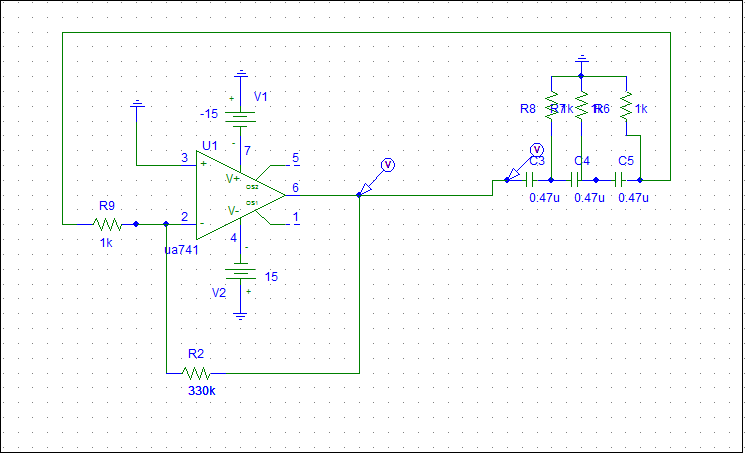 V1
-15
+
-
R8
R7
1k
R6
1k
1k
U1
7
5
3
+
V+
OS2
6
V
V
C3
C4
C5
0.47u
0.47u
0.47u
R9
1k
2
-
V-
OS1
1
ua741
4
-
15
V2
+
R2
330k